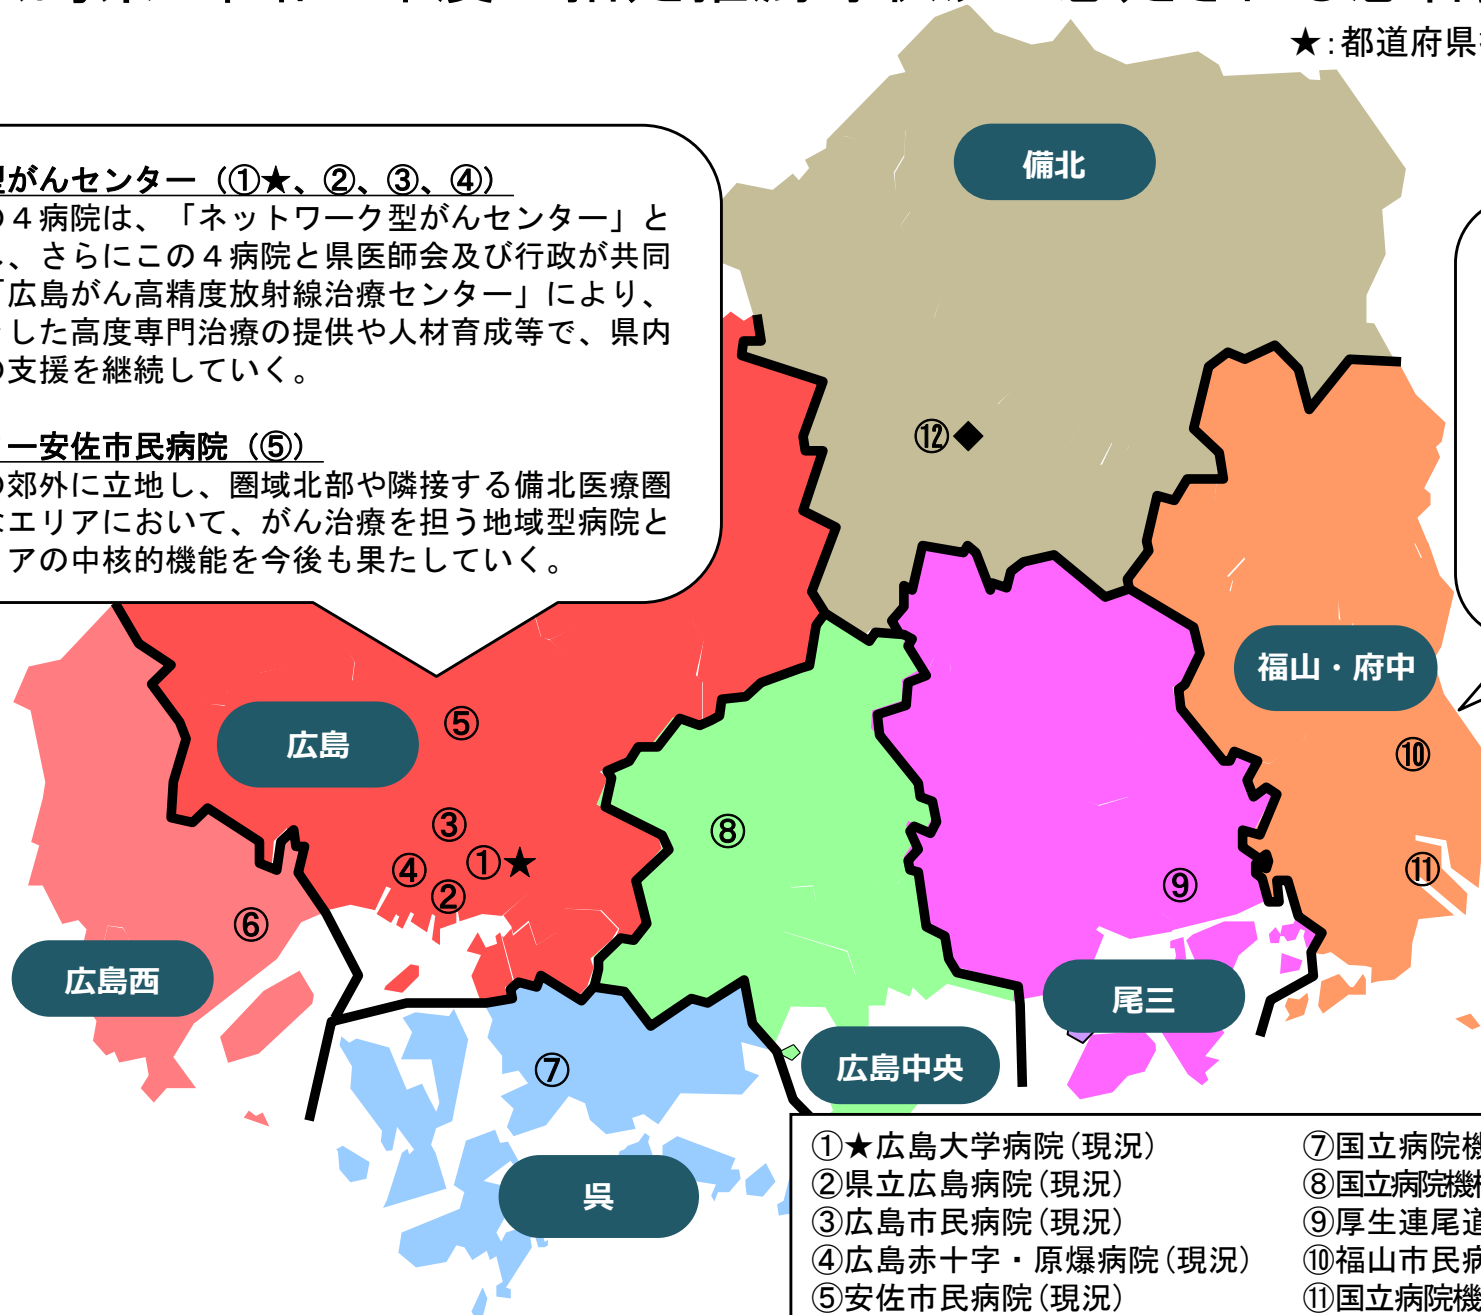 ★：都道府県
型がんセンター（①★、②、③、④）
の４病院は、「ネットワーク型がんセンター」と
、さらにこの４病院と県医師会及び行政が共同
「広島がん高精度放射線治療センター」により、
した高度専門治療の提供や人材育成等で、県内
の支援を継続していく。
ー安佐市民病院（⑤）
の郊外に立地し、圏域北部や隣接する備北医療圏
なエリアにおいて、がん治療を担う地域型病院と
リアの中核的機能を今後も果たしていく。
備北
⑫◆
福山・府中
広島
⑤
⑩
③
⑧
④
①★
⑪
②
⑨
⑥
広島西
尾三
⑦
広島中央
呉
①★広島大学病院(現況)
②県立広島病院(現況)
③広島市民病院(現況)
④広島赤十字・原爆病院(現況)
⑤安佐市民病院(現況)
⑦国立病院機
⑧国立病院機
⑨厚生連尾道
⑩福山市民病
⑪国立病院機